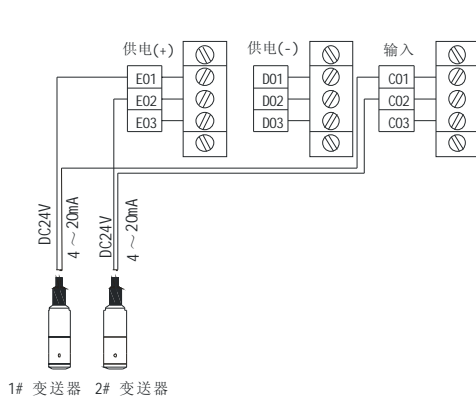 供电(+) 供电(-) 输入
E01 D01 C01
E02 D02 C02
E03 D03 C03
DC24V
4～20mA
DC24V
4～20mA
1# 变送器 2# 变送器